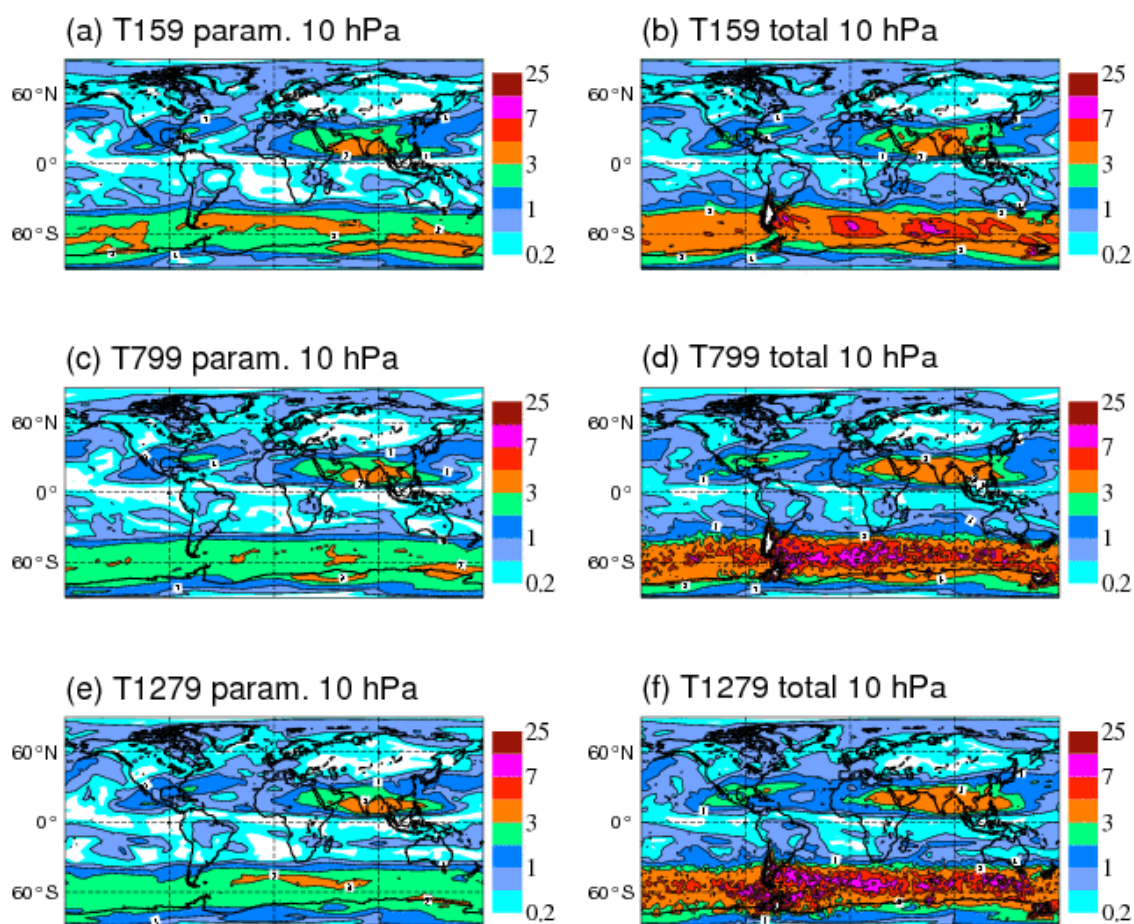 (a) T159 param. 10 hPa
(b) T159 total 10 hPa
60°N
0°
60°S
25
7
3
1
0.2
60°N
0°
60°S
25
7
3
1
0.2
(c) T799 param. 10 hPa
(d) T799 total 10 hPa
60°N
0°
60°S
25
7
3
1
0.2
60°N
0°
60°S
25
7
3
1
0.2
(e) T1279 param. 10 hPa
(f) T1279 total 10 hPa
60°N
0°
60°S
25
7
3
1
0.2
60°N
0°
60°S
25
7
3
1
0.2